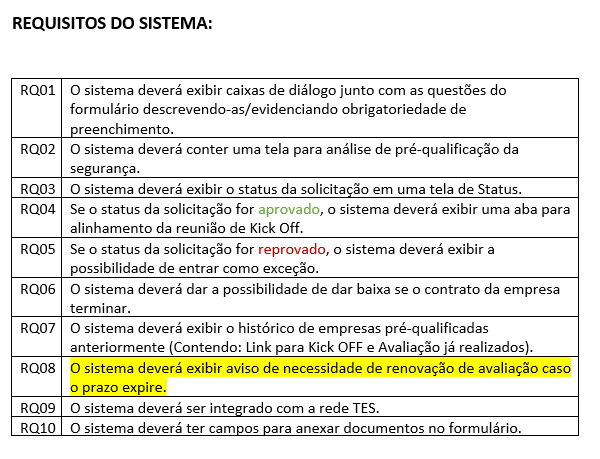 REQUISITOS DO SISTEMA:
RQ01 O sistema deverá exibir caixas de diálogo junto com as questões do
formulário descrevendo-as/evidenciando obrigatoriedade de
preenchimento.
RQ02 O sistema deverá conter uma tela para análise de pré-qualificação da
segurança.
RQ03 O sistema deverá exibir o status da solicitação em uma tela de Status.
RQ04 Se o status da solicitação for aprovado, o sistema deverá exibir uma aba para
alinhamento da reunião de Kick Off.
RQ05 Se o status da solicitação for reprovado, o sistema deverá exibir a
possibilidade de entrar como exceção.
RQ06 O sistema deverá dar a possibilidade de dar baixa se o contrato da empresa
terminar.
RQ07 O sistema deverá exibir o histórico de empresas pré-qualificadas
anteriormente (Contendo: Link para Kick OFF e Avaliação já realizados).
RQ08 O sistema deverá exibir aviso de necessidade de renovação de avaliação caso
o prazo expire.
RQ09 O sistema deverá ser integrado com a rede TES.
RQ10 O sistema deverá ter campos para anexar documentos no formulário.